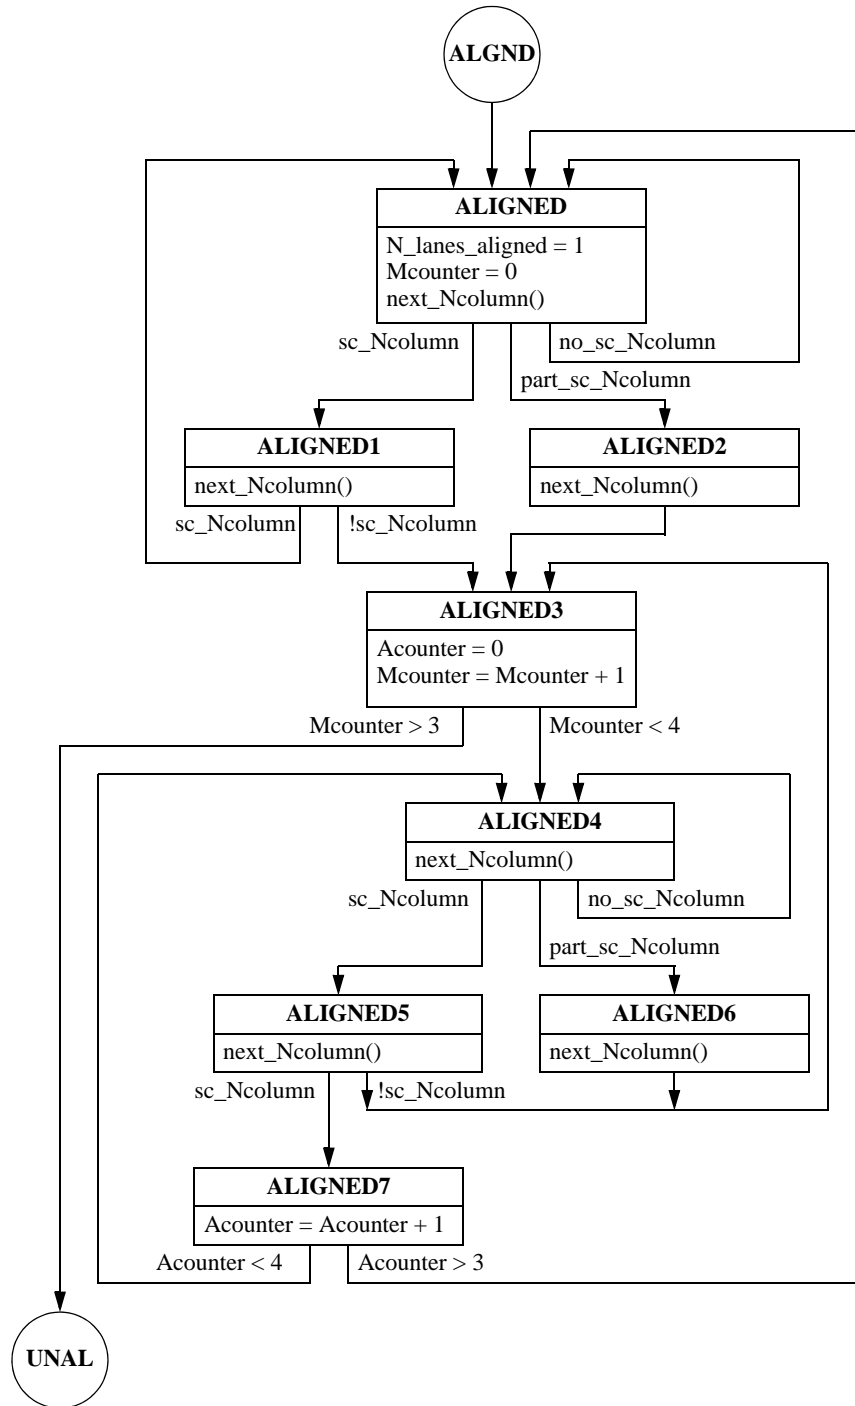 ALGND
ALIGNED
N_lanes_aligned = 1
Mcounter = 0
next_Ncolumn()
sc_Ncolumn
no_sc_Ncolumn
part_sc_Ncolumn
ALIGNED1
next_Ncolumn()
ALIGNED2
next_Ncolumn()
sc_Ncolumn
!sc_Ncolumn
ALIGNED3
Acounter = 0
Mcounter = Mcounter + 1
Mcounter > 3
Mcounter < 4
ALIGNED4
next_Ncolumn()
sc_Ncolumn
no_sc_Ncolumn
part_sc_Ncolumn
ALIGNED5
next_Ncolumn()
ALIGNED6
next_Ncolumn()
sc_Ncolumn
!sc_Ncolumn
ALIGNED7
Acounter = Acounter + 1
Acounter < 4
Acounter > 3
UNAL